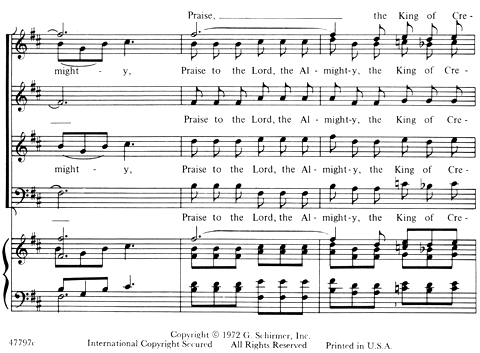 Praise, ____________ the King of Cre-
might - y, Praise to the Lord, the Al - might-y, the King of Cre-
___ Praise to the Lord, the Al - might-y, the King of Cre-
might - y, Praise to the Lord, the Al - might-y, the King of Cre-
___ Praise to the Lord, the Al - might-y, the King of Cre-
Copyright © 1972 G. Schirmer, Inc.
47797c International Copyright Secured All Rights Reserved Printed in U.S.A.